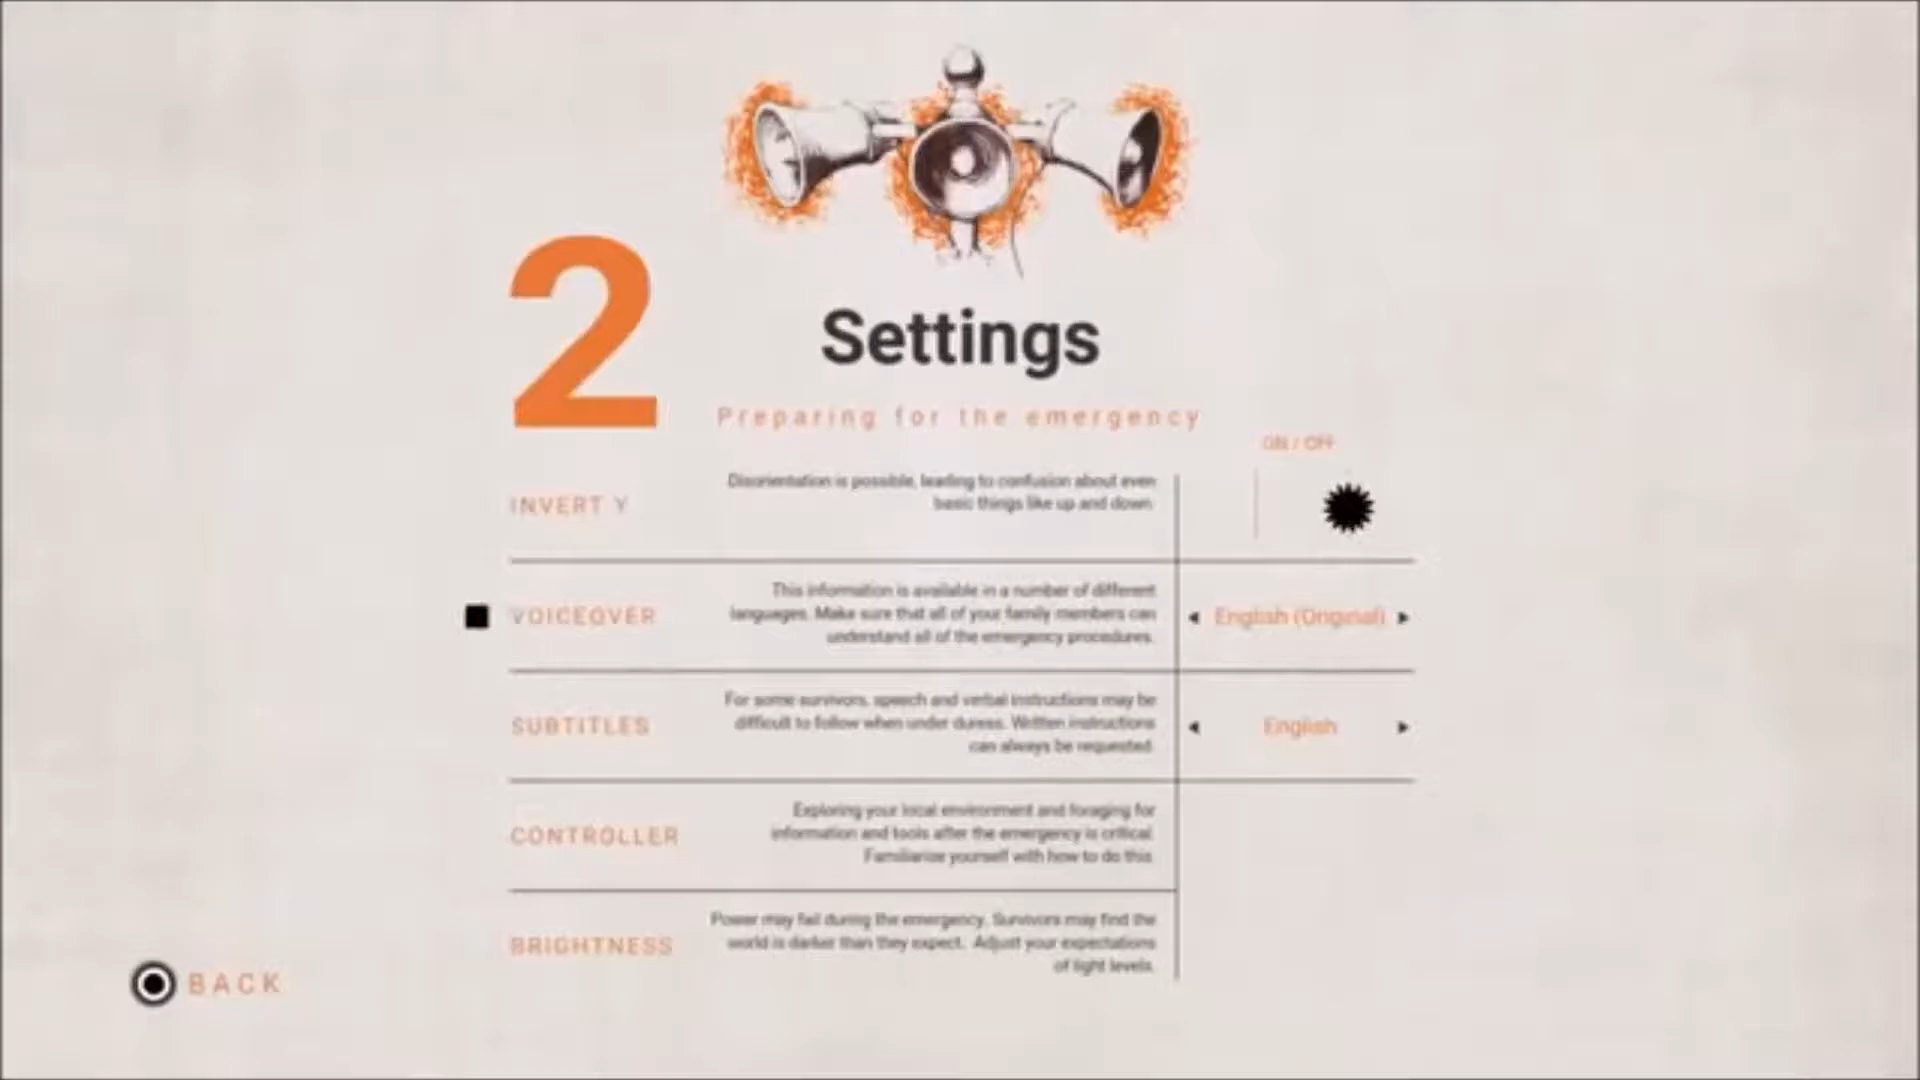 2
Settings
Preparing for the emergency
ON / OFF
INVERT Y
Disorientation is possible, leading to confusion about even
basic things like up and down.
VOICEOVER
This information is available in a number of different
languages. Make sure that all of your family members can
understand all of the emergency procedures.
English (Original)
SUBTITLES
For some survivors, speech and verbal instructions may be
difficult to follow when under duress. Written instructions
can always be requested.
English
CONTROLLER
Exploring your local environment and foraging for
information and tools after the emergency is critical.
Familiarize yourself with how to do this.
BRIGHTNESS
Power may fail during the emergency. Survivors may find the
world is darker than they expect. Adjust your expectations
of light levels.
BACK